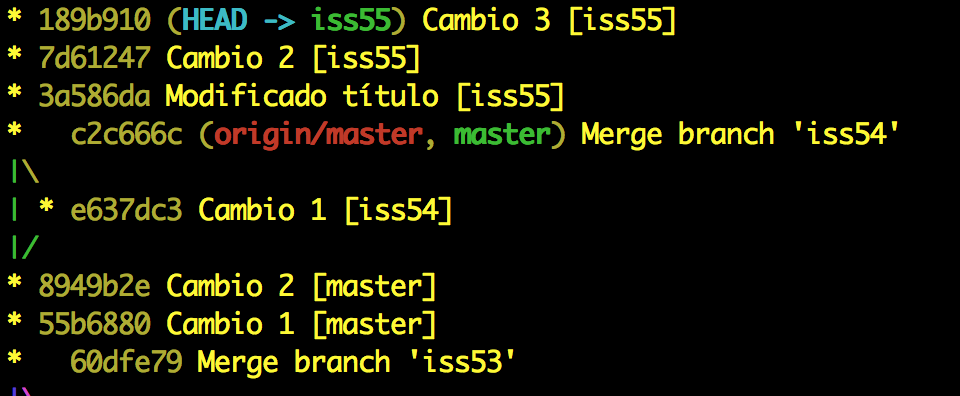 * 189b910 (HEAD -> iss55) Cambio 3 [iss55]
* 7d61247 Cambio 2 [iss55]
* 3a586da Modificado título [iss55]
*   c2c666c (origin/master, master) Merge branch 'iss54'
|\
| * e637dc3 Cambio 1 [iss54]
|/
* 8949b2e Cambio 2 [master]
* 55b6880 Cambio 1 [master]
*   60dfe79 Merge branch 'iss53'
|\